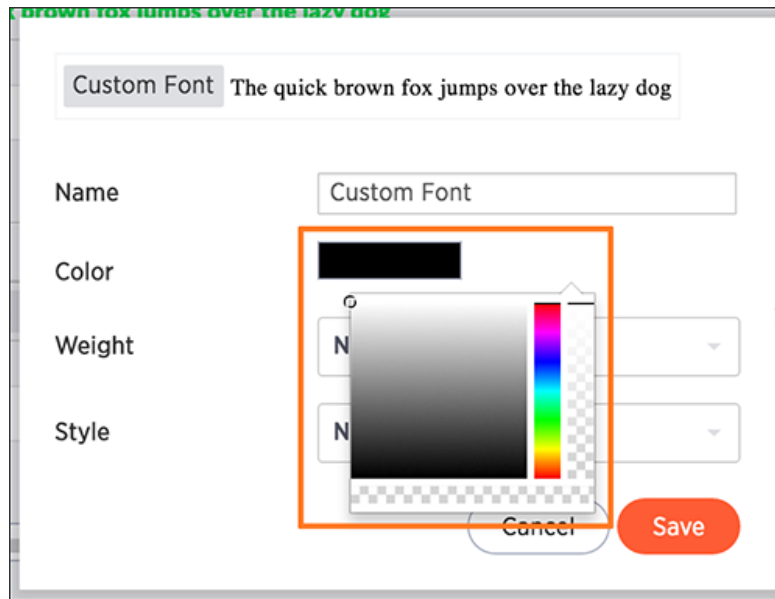 brown fox jumps over the lazy dog
Custom Font The quick brown fox jumps over the lazy dog
Name Custom Font
Color
Weight N
Style N
Cancel Save